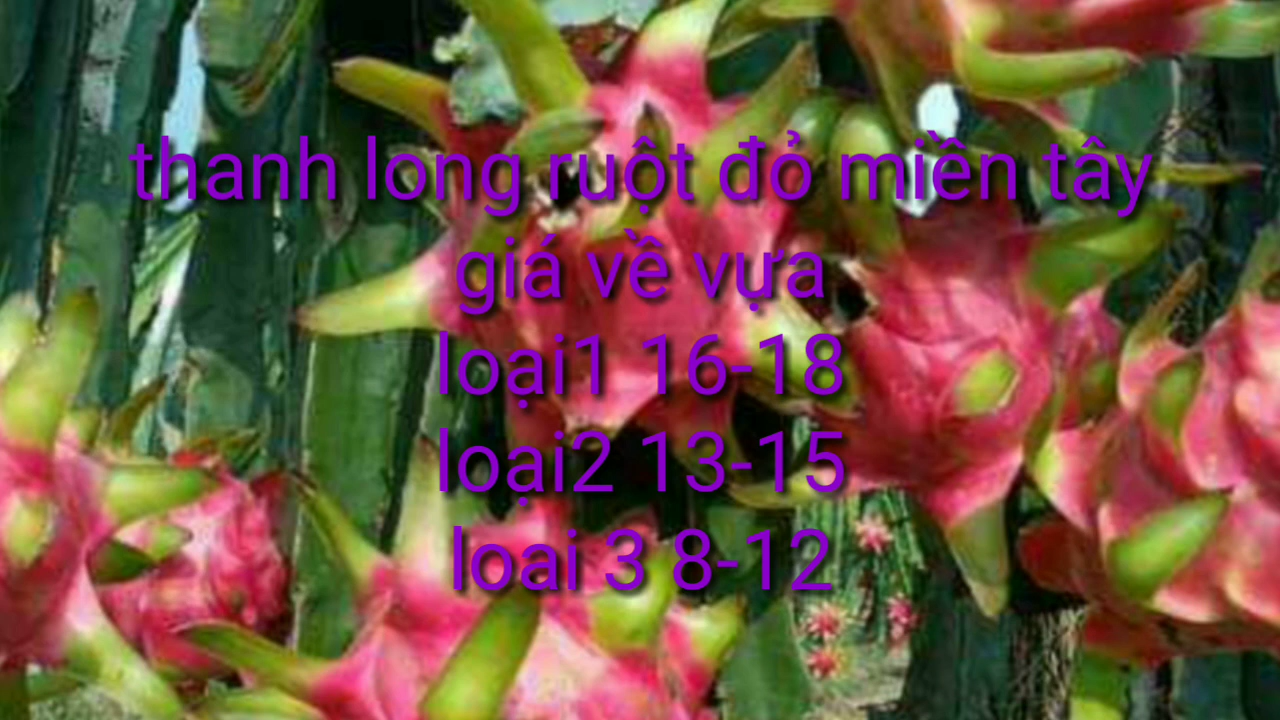 thanh long ruột đỏ miền tây
giá về vựa
loại1 16-18
loại2 13-15
loai 3 8-12